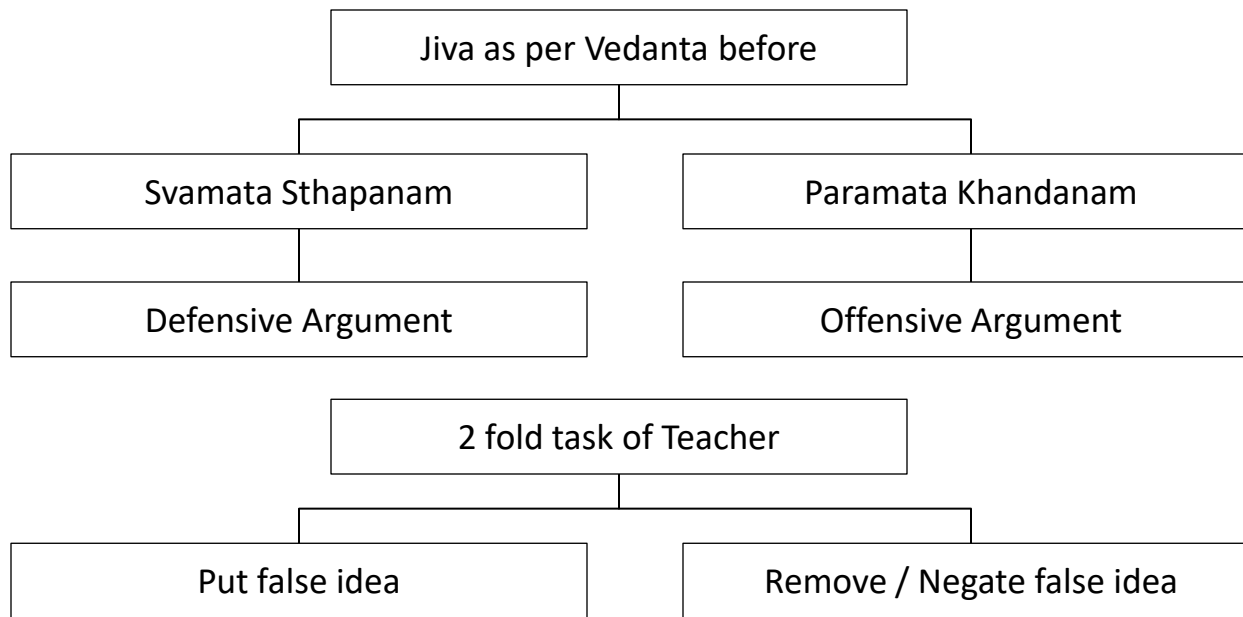 Jiva as per Vedanta before
Svamata Sthapanam
Paramata Khandanam
Defensive Argument
Offensive Argument
2 fold task of Teacher
Put false idea
Remove / Negate false idea